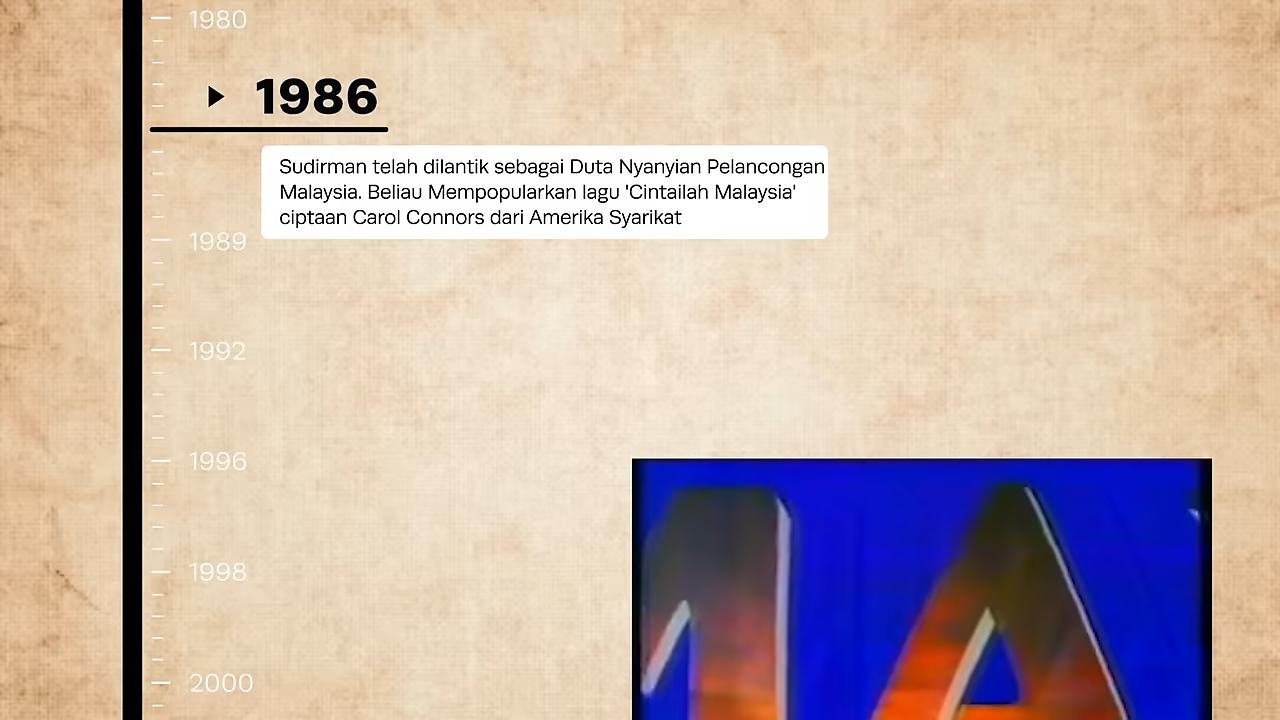 1980
1986
Sudirman telah dilantik sebagai Duta Nyanyian Pelancongan
Malaysia. Beliau Mempopularkan lagu 'Cintailah Malaysia'
ciptaan Carol Connors dari Amerika Syarikat
1989
1992
1996
1998
2000
MA